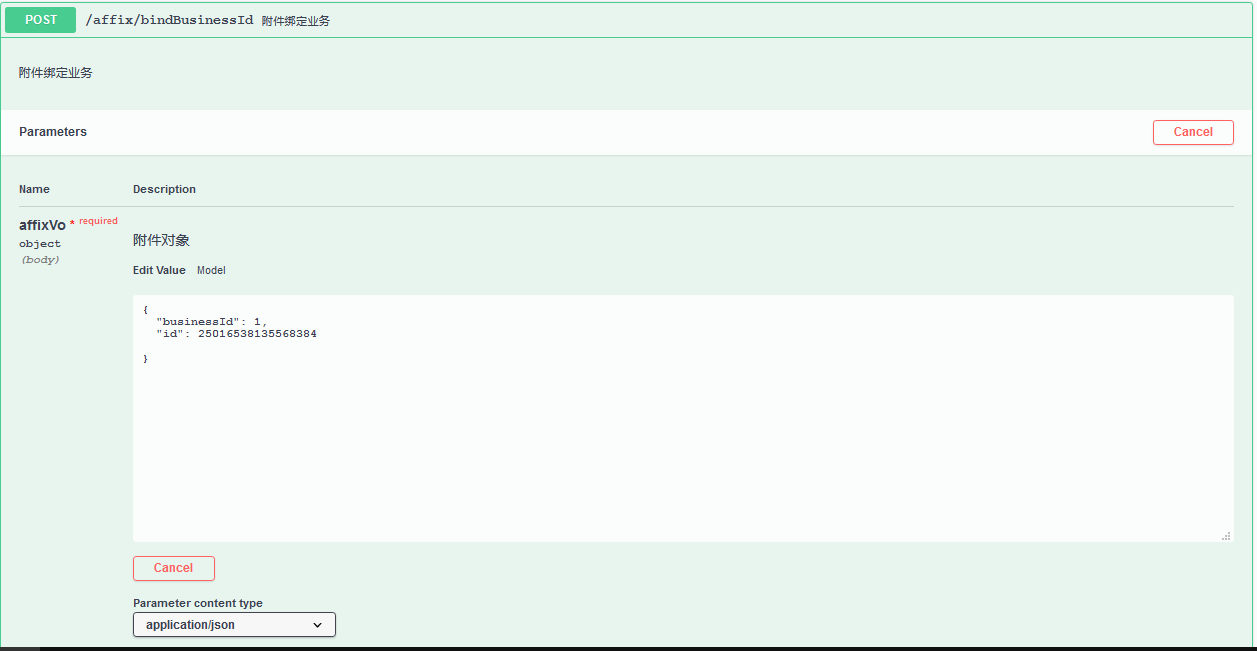 POST /affix/bindBusinessId 附件绑定业务
附件绑定业务
Parameters Cancel
Name Description
affixVo * required
object
(body)
附件对象
Edit Value Model
{
"businessId": 1,
"id": 25016538135568384
}
Cancel
Parameter content type
application/json